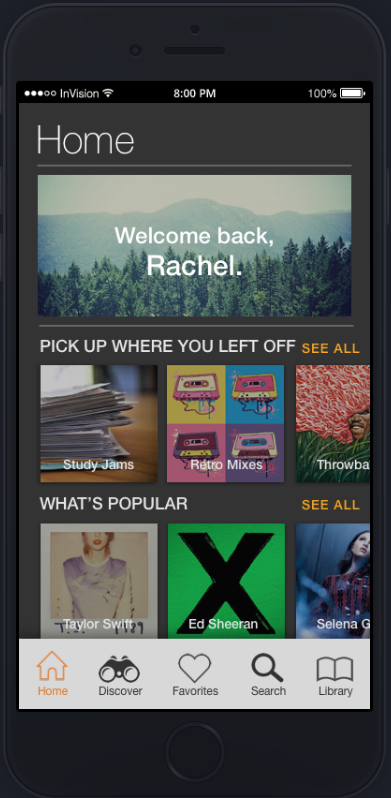 InVision 8:00 PM 100%
Home
Welcome back,
Rachel.
PICK UP WHERE YOU LEFT OFF SEE ALL
Study Jams Retro Mixes Throwba
WHAT'S POPULAR SEE ALL
X
Taylor Swift Ed Sheeran Selena G
Home Discover Favorites Search Library